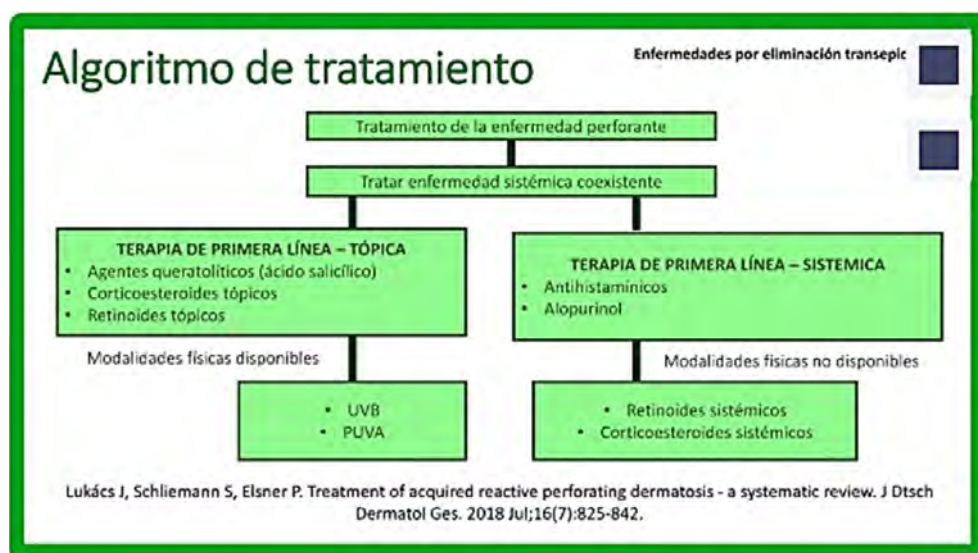 Algoritmo de tratamiento
Enfermedades por eliminación transepic
Tratamiento de la enfermedad perforante
Tratar enfermedad sistémica coexistente
TERAPIA DE PRIMERA LÍNEA – TÓPICA
• Agentes queratolíticos (ácido salicílico)
• Corticoesteroides tópicos
• Retinoides tópicos
TERAPIA DE PRIMERA LÍNEA – SISTEMICA
• Antihistamínicos
• Alopurinol
Modalidades físicas disponibles
Modalidades físicas no disponibles
• UVB
• PUVA
• Retinoides sistémicos
• Corticoesteroides sistémicos
Lukács J, Schliemann S, Elsner P. Treatment of acquired reactive perforating dermatosis - a systematic review. J Dtsch
Dermatol Ges. 2018 Jul;16(7):825-842.